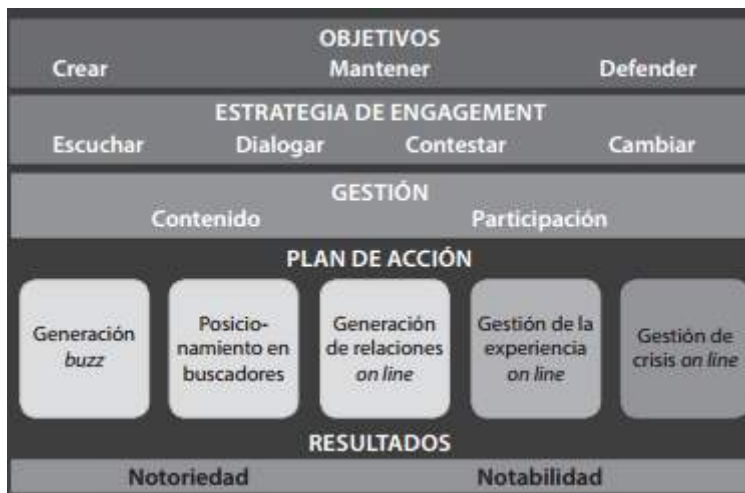 OBJETIVOS
Crear Mantener Defender
ESTRATEGIA DE ENGAGEMENT
Escuchar Dialogar Contestar Cambiar
GESTIÓN
Contenido Participación
PLAN DE ACCIÓN
Generación
buzz
Posicio-
namiento en
buscadores
Generación
de relaciones
on line
Gestión de la
experiencia
on line
Gestión de
crisis on line
RESULTADOS
Notoriedad Notabilidad